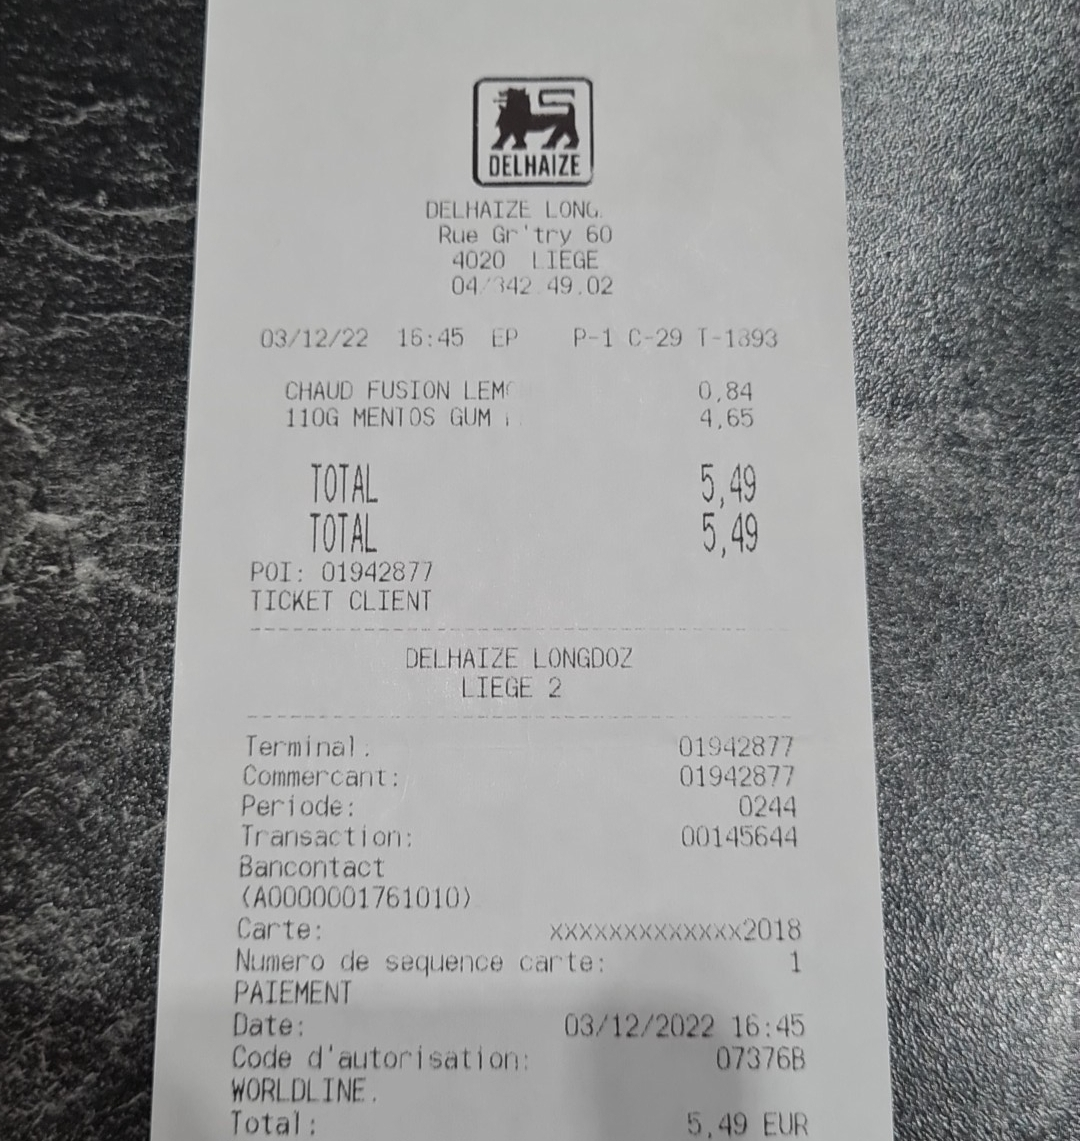 DELHAIZE
DELHAIZE LONG.
Rue Gr'try 60
4020 LIEGE
04/342.49.02
03/12/22 16:45 EP P-1 C-29 T-1893
CHAUD FUSION LEMO 0,84
110G MENTOS GUM 4,65
TOTAL 5,49
TOTAL 5,49
POI: 01942877
TICKET CLIENT
DELHAIZE LONGDOZ
LIEGE 2
Terminal: 01942877
Commercant: 01942877
Periode: 0244
Transaction: 00145644
Bancontact
(A0000001761010)
Carte: xxxxxxxxxxxxx2018
Numero de sequence carte: 1
PAIEMENT
Date: 03/12/2022 16:45
Code d'autorisation: 07376B
WORLDLINE.
Total: 5,49 EUR